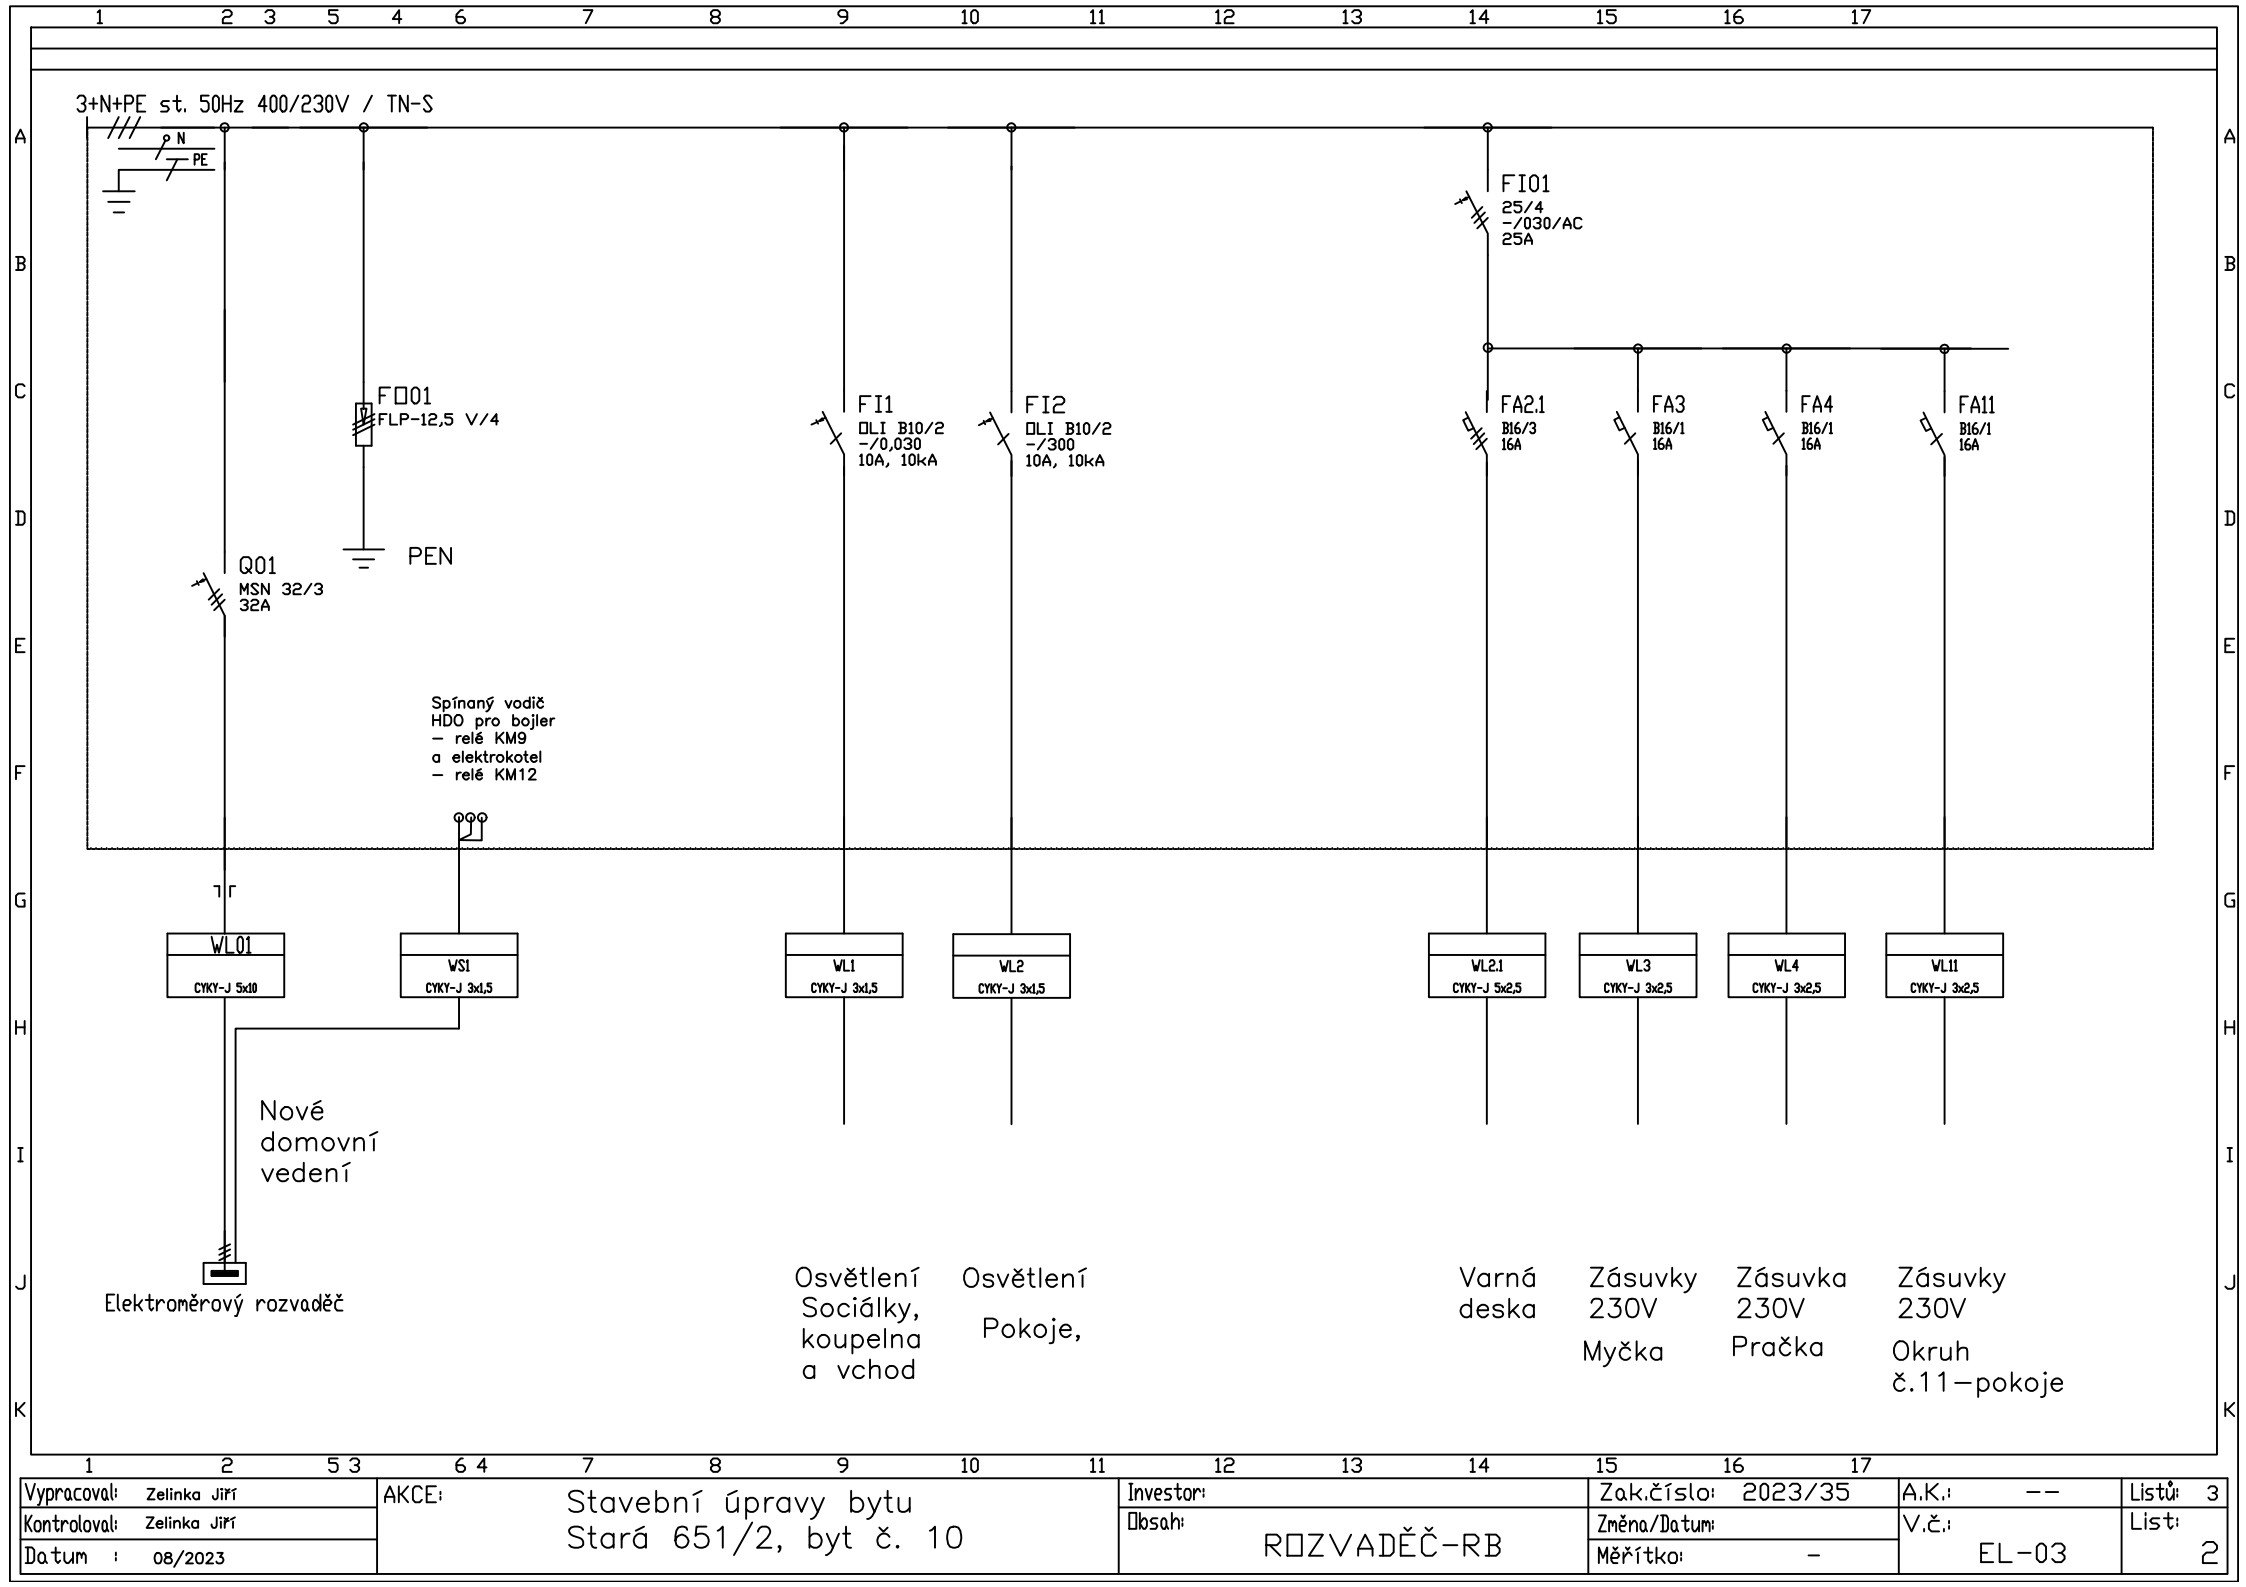 1 2 3 5 4 6 7 8 9 10 11 12 13 14 15 16 17
3+N+PE st. 50Hz 400/230V / TN-S
A A
N
PE
FI01
25/4
-/030/AC
25A
B B
C C
FO01
FLP-12,5 V/4
FI1
OLI B10/2
-/0,030
10A, 10kA
FI2
OLI B10/2
-/300
10A, 10kA
FA2.1
B16/3
16A
FA3
B16/1
16A
FA4
B16/1
16A
FA11
B16/1
16A
D D
PEN
Q01
MSN 32/3
32A
E E
Spínaný vodič
HDO pro bojler
– relé KM9
a elektrokotel
– relé KM12
F F
G G
WL01
CYKY-J 5x10
WS1
CYKY-J 3x1,5
WL1
CYKY-J 3x1,5
WL2
CYKY-J 3x1,5
WL2.1
CYKY-J 5x2,5
WL3
CYKY-J 3x2,5
WL4
CYKY-J 3x2,5
WL11
CYKY-J 3x2,5
H H
Nové
domovní
vedení
I I
J J
Elektroměrový rozvaděč
Osvětlení
Sociálky,
koupelna
a vchod
Osvětlení
Pokoje,
Varná
deska
Zásuvky
230V
Myčka
Zásuvka
230V
Pračka
Zásuvky
230V
Okruh
č.11–pokoje
K K
1 2 5 3 6 4 7 8 9 10 11 12 13 14 15 16 17
Vypracoval: Zelinka Jiří
Kontroloval: Zelinka Jiří
Datum : 08/2023
AKCE:
Stavební úpravy bytu
Stará 651/2, byt č. 10
Investor:
Obsah:
ROZVADĚČ-RB
Zak.číslo: 2023/35
Změna/Datum:
Měřítko: -
A.K.: --
V.č.:
EL-03
Listů: 3
List:
2